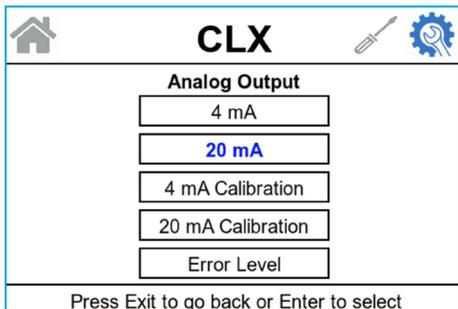 CLX
Analog Output
4 mA
20 mA
4 mA Calibration
20 mA Calibration
Error Level
Press Exit to go back or Enter to select